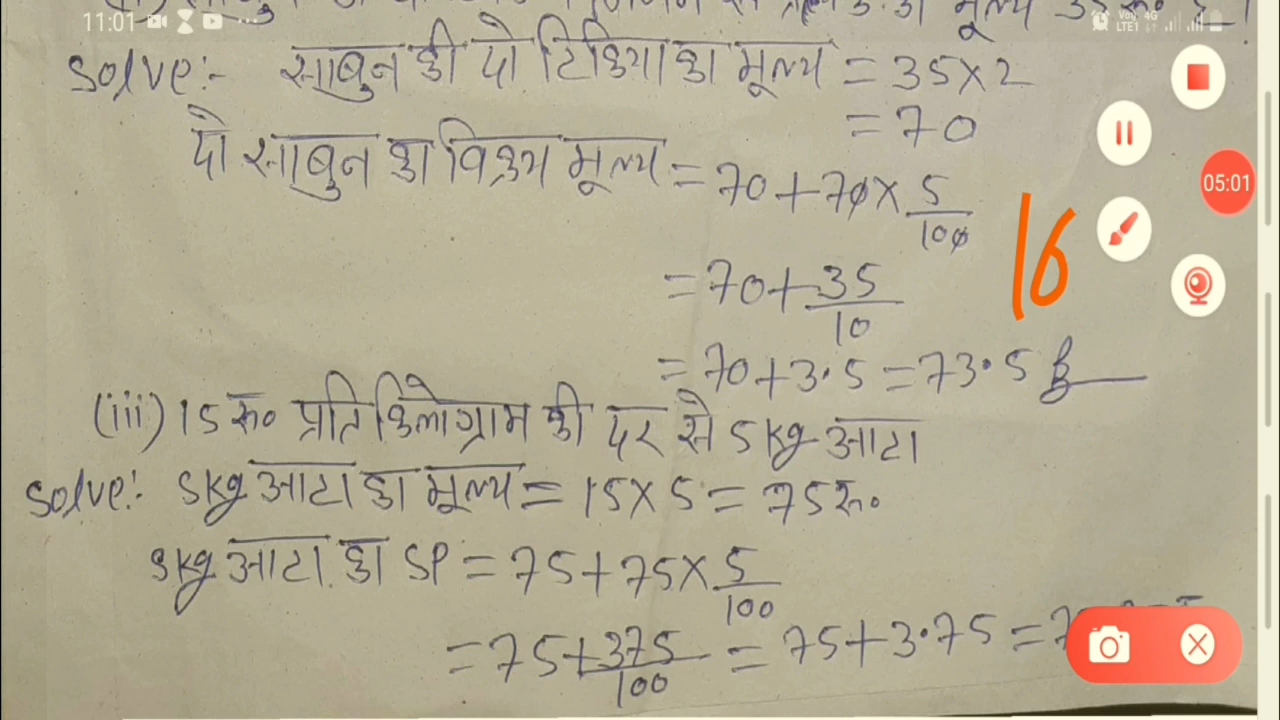 11:01
Solve:- साबुन की दो टिकिया का मूल्य = 35×2
= 70
दो साबुन का विक्रय मूल्य = 70+70× 5/100
= 70+ 35/10
= 70+3.5 = 73.5 रु
16
05:01
(iii) 15 रू० प्रति किलोग्राम की दर से 5 kg आटा
Solve: 5kg आटा का मूल्य = 15×5 = 75 रू०
5kg आटा का SP = 75+75× 5/100
= 75+ 375/100 = 75+3.75 =